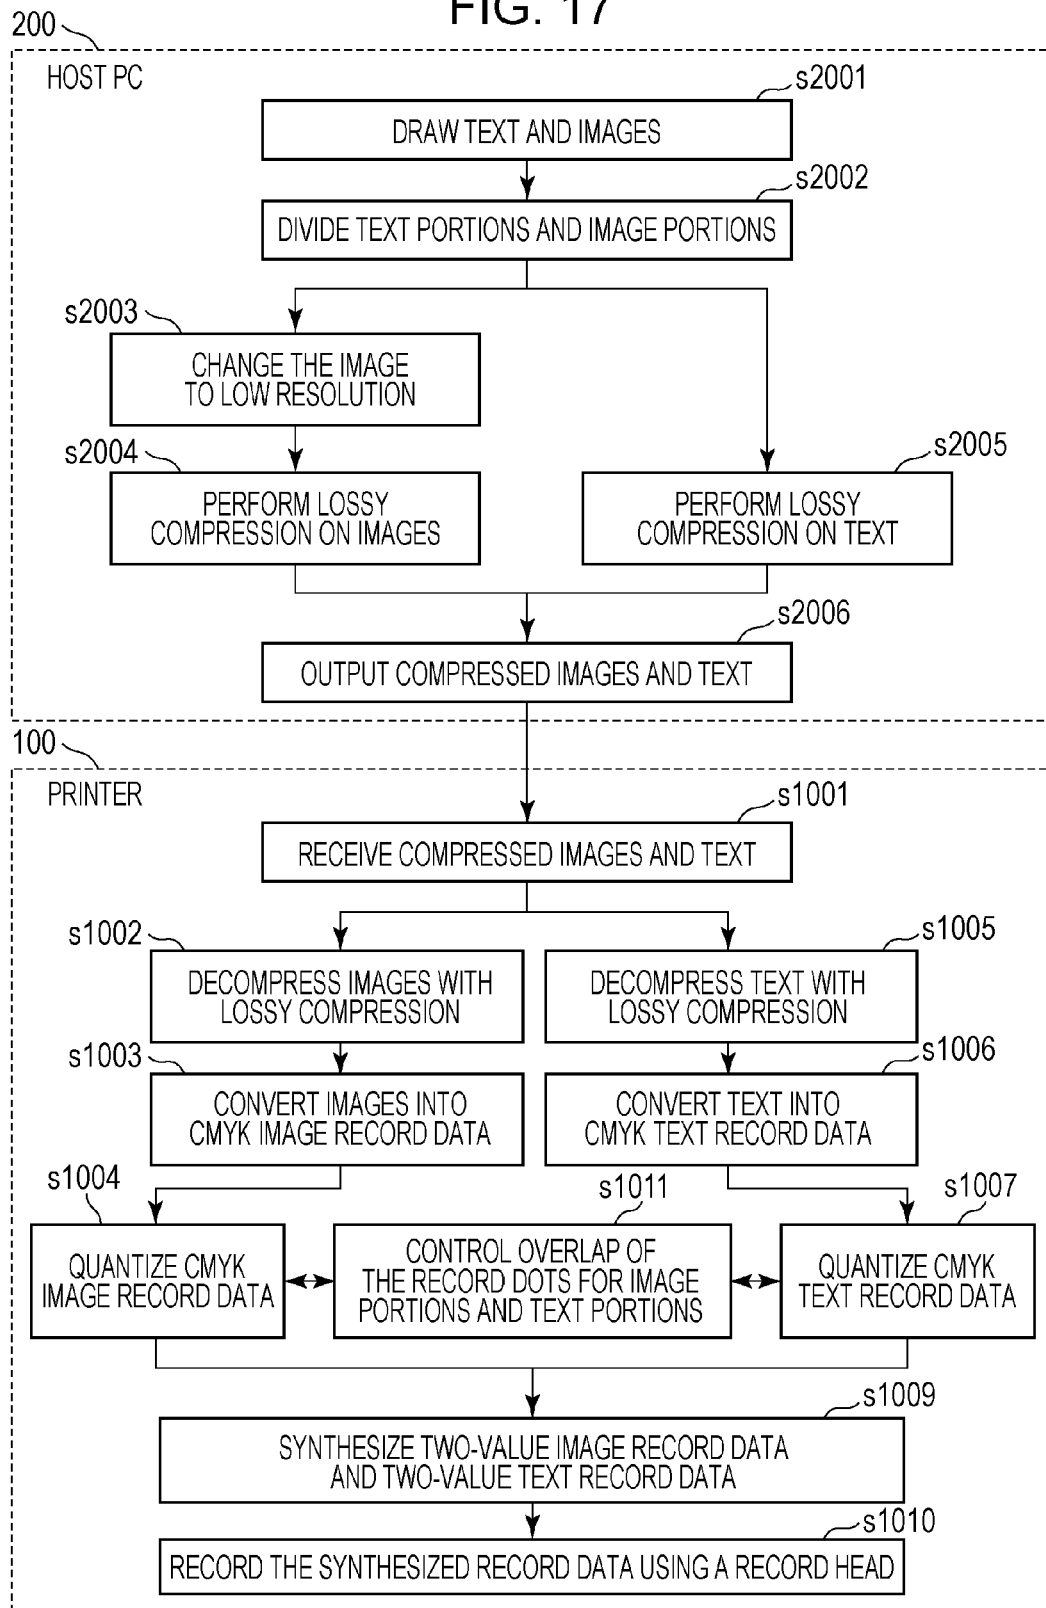 FIG. 17
200
HOST PC
s2001
DRAW TEXT AND IMAGES
s2002
DIVIDE TEXT PORTIONS AND IMAGE PORTIONS
s2003
CHANGE THE IMAGE
TO LOW RESOLUTION
s2004
PERFORM LOSSY
COMPRESSION ON IMAGES
s2005
PERFORM LOSSY
COMPRESSION ON TEXT
s2006
OUTPUT COMPRESSED IMAGES AND TEXT
100
PRINTER
s1001
RECEIVE COMPRESSED IMAGES AND TEXT
s1002
DECOMPRESS IMAGES WITH
LOSSY COMPRESSION
s1005
DECOMPRESS TEXT WITH
LOSSY COMPRESSION
s1003
CONVERT IMAGES INTO
CMYK IMAGE RECORD DATA
s1006
CONVERT TEXT INTO
CMYK TEXT RECORD DATA
s1004
QUANTIZE CMYK
IMAGE RECORD DATA
s1011
CONTROL OVERLAP OF
THE RECORD DOTS FOR IMAGE
PORTIONS AND TEXT PORTIONS
s1007
QUANTIZE CMYK
TEXT RECORD DATA
s1009
SYNTHESIZE TWO-VALUE IMAGE RECORD DATA
AND TWO-VALUE TEXT RECORD DATA
s1010
RECORD THE SYNTHESIZED RECORD DATA USING A RECORD HEAD